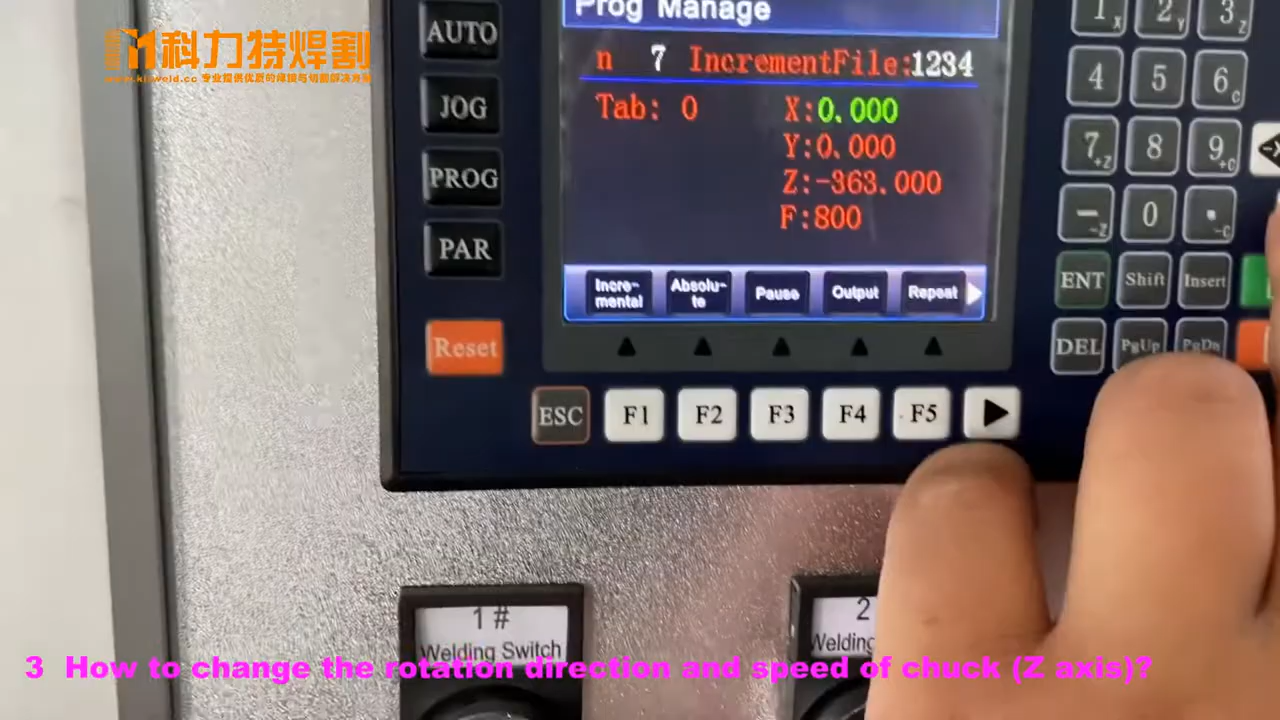 科力特焊割
专业提供优质的焊接与切割解决方案
Prog Manage
n 7 IncrementFile:1234
Tab: 0 X:0.000
Y:0.000
Z:-363.000
F:800
Incre-
mental
Absolu-
te
Pause
Output
Repeat
AUTO
JOG
PROG
PAR
Reset
ESC F1 F2 F3 F4 F5
1X 2Y 3Z
4 5 6C
7+Z 8 9+C
-X
--Z 0 .-C
ENT Shift Insert
DEL PgUp PgDn
1#
Welding Switch
2
Welding
3 How to change the rotation direction and speed of chuck (Z axis)?